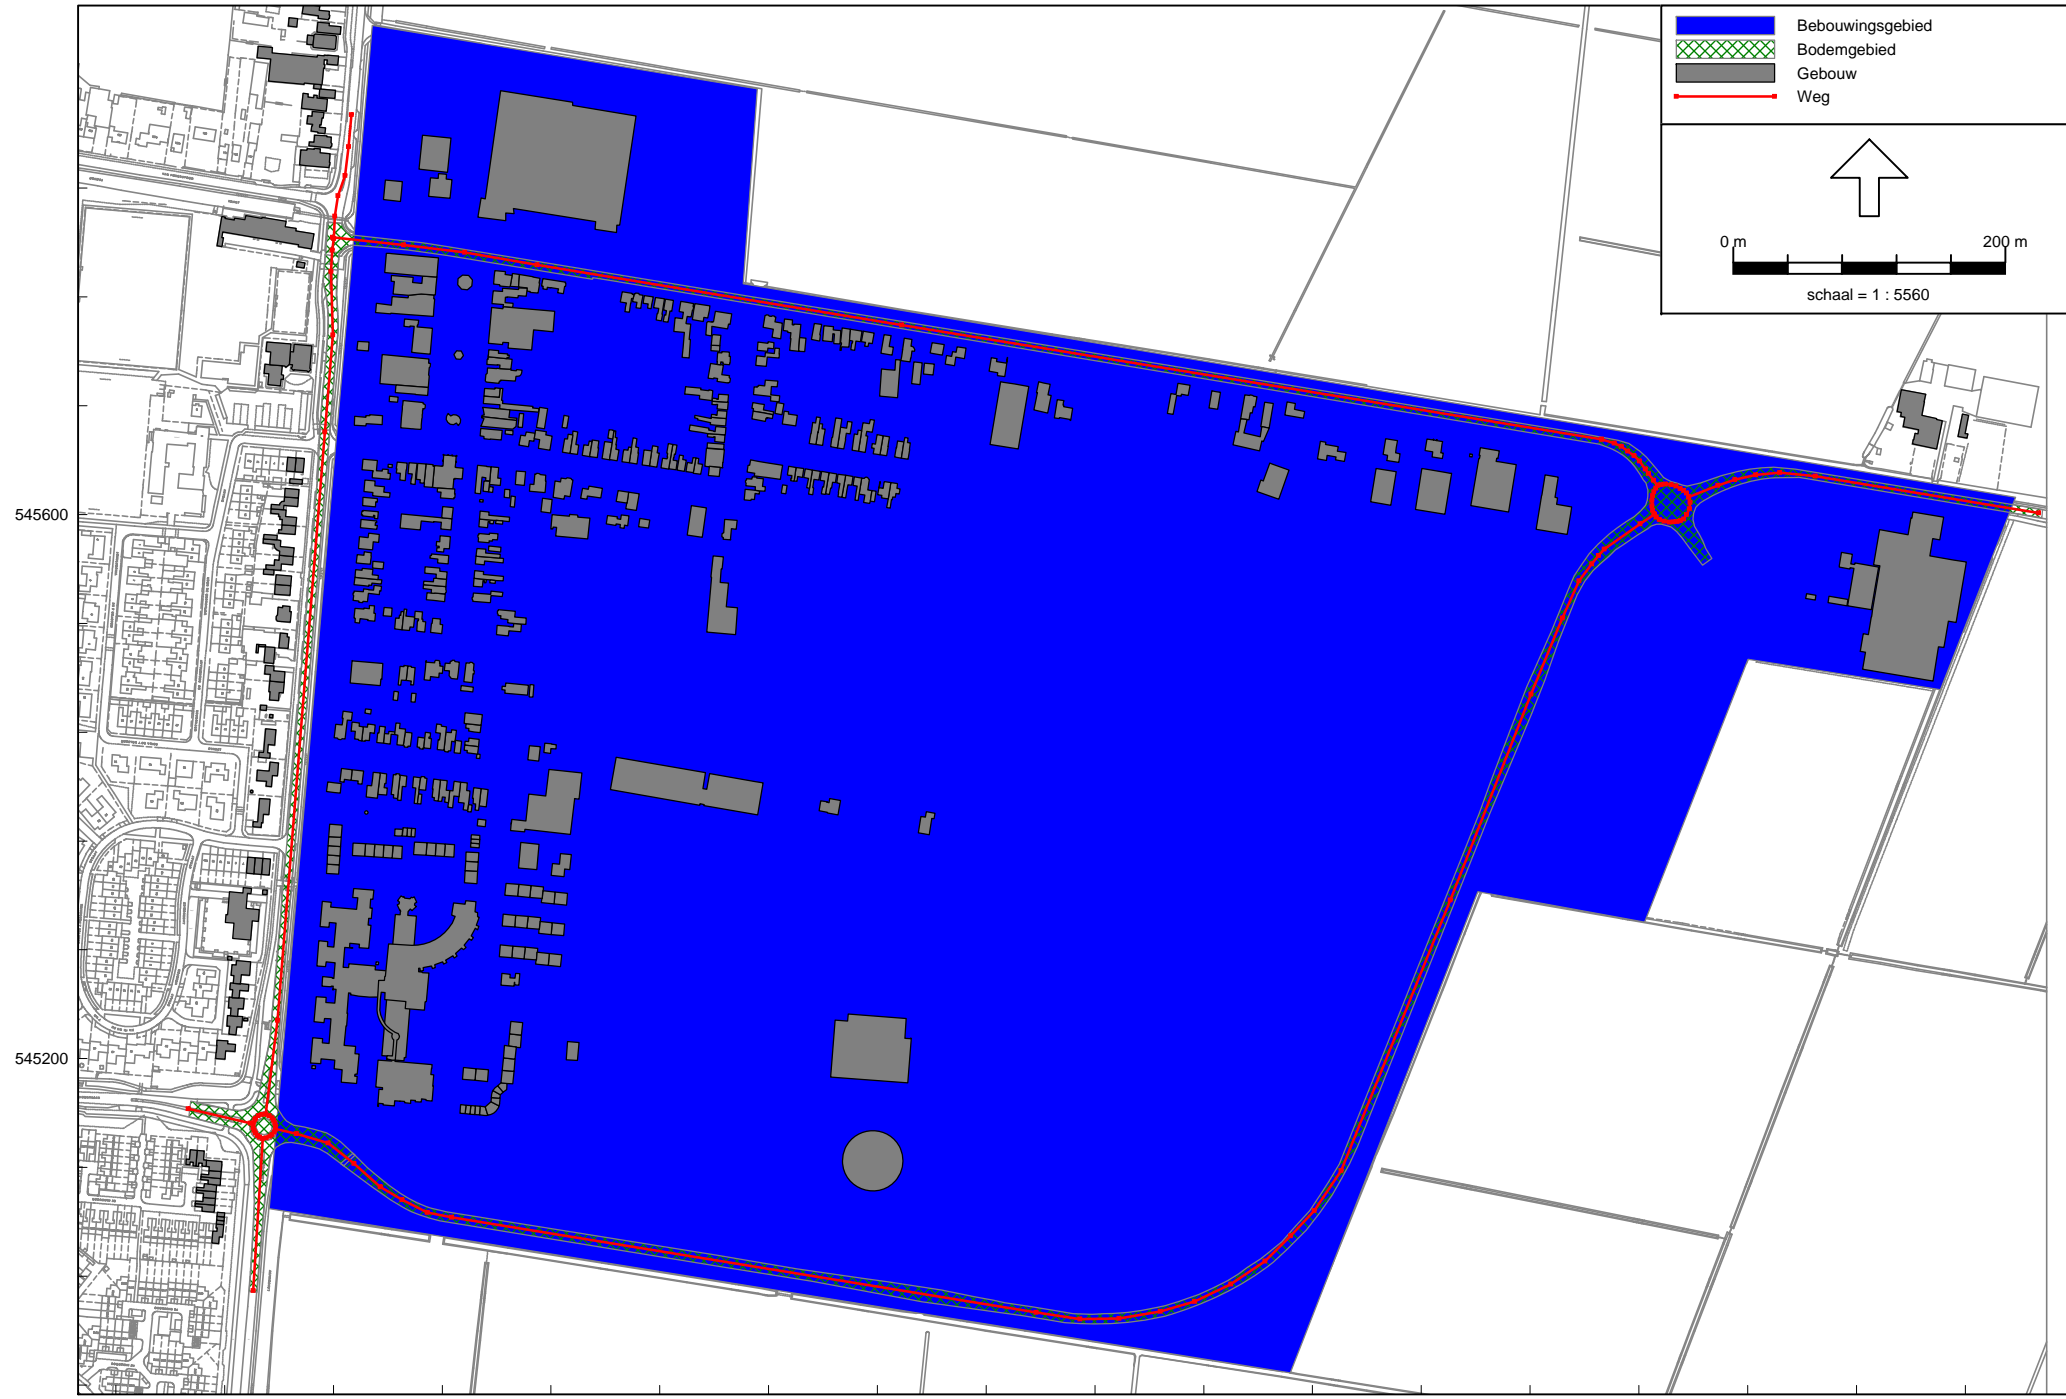 Bebouwingsgebied
Bodemgebied
Gebouw
Weg
0 m 200 m
schaal = 1 : 5560
545600
545200